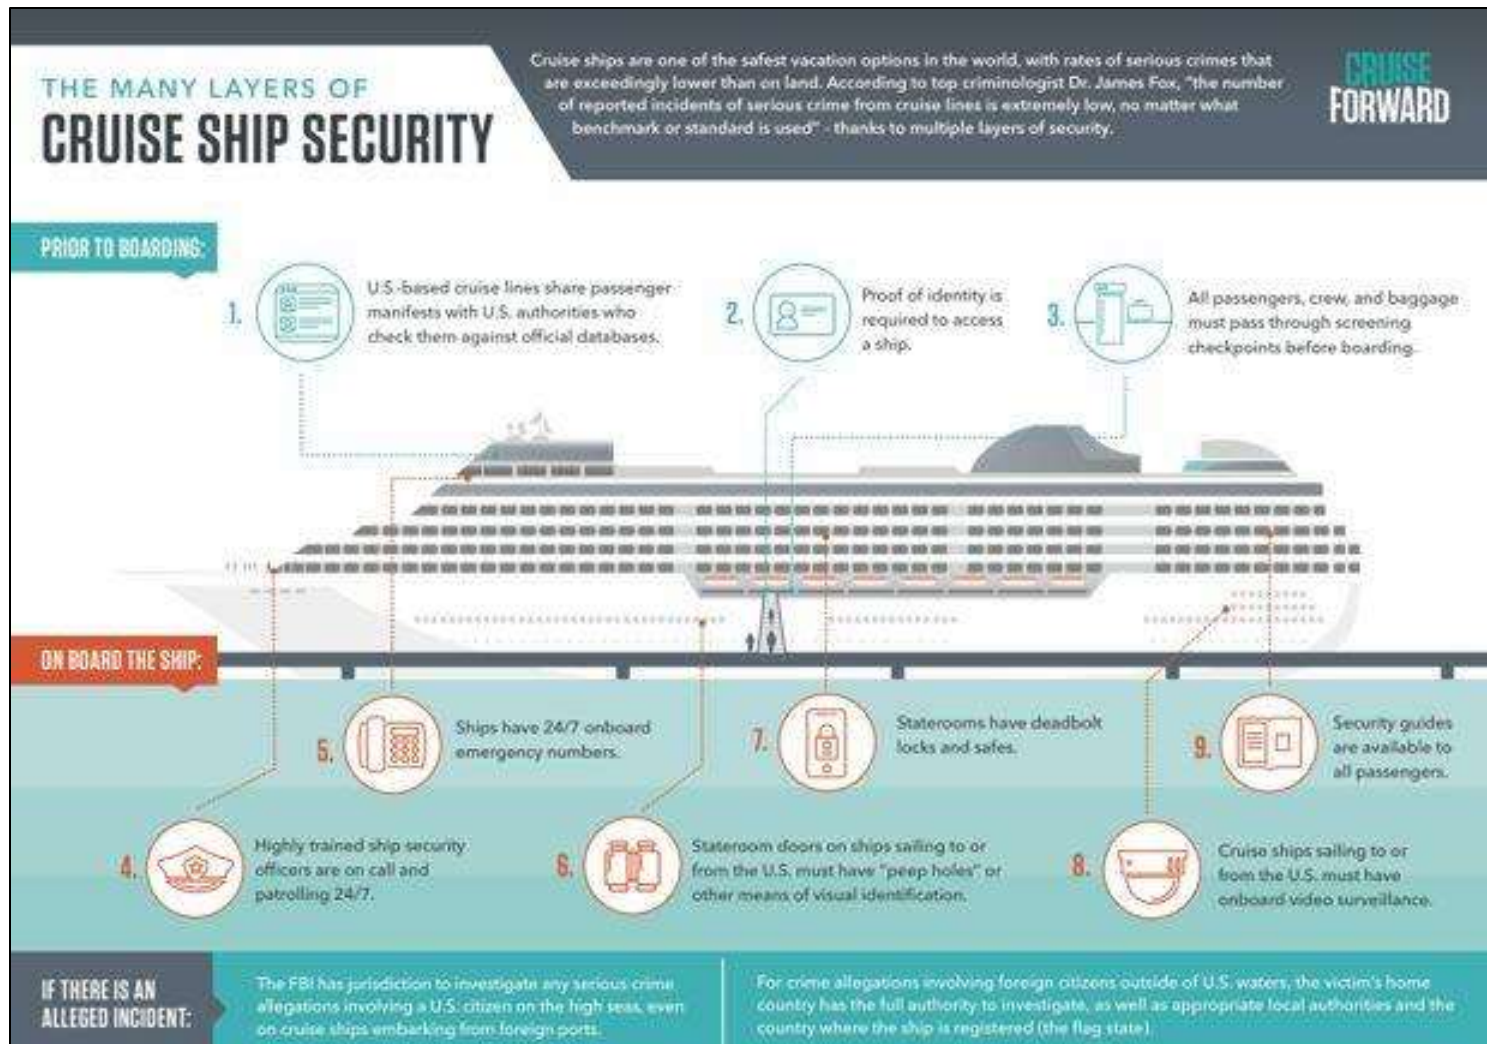 THE MANY LAYERS OF
CRUISE SHIP SECURITY
Cruise ships are one of the safest vacation options in the world, with rates of serious crimes that
are exceedingly lower than on land. According to top criminologist Dr. James Fox, "the number
of reported incidents of serious crime from cruise lines is extremely low, no matter what
benchmark or standard is used" - thanks to multiple layers of security.
CRUISE
FORWARD
PRIOR TO BOARDING:
1.
U.S.-based cruise lines share passenger
manifests with U.S. authorities who
check them against official databases.
2.
Proof of identity is
required to access
a ship.
3.
All passengers, crew, and baggage
must pass through screening
checkpoints before boarding.
ON BOARD THE SHIP:
4.
Highly trained ship security
officers are on call and
patrolling 24/7.
5.
Ships have 24/7 onboard
emergency numbers.
6.
Stateroom doors on ships sailing to or
from the U.S. must have "peep holes" or
other means of visual identification.
7.
Staterooms have deadbolt
locks and safes.
8.
Cruise ships sailing to or
from the U.S. must have
onboard video surveillance.
9.
Security guides
are available to
all passengers.
IF THERE IS AN
ALLEGED INCIDENT:
The FBI has jurisdiction to investigate any serious crime
allegations involving a U.S. citizen on the high seas, even
on cruise ships embarking from foreign ports.
For crime allegations involving foreign citizens outside of U.S. waters, the victim's home
country has the full authority to investigate, as well as appropriate local authorities and the
country where the ship is registered (the flag state).